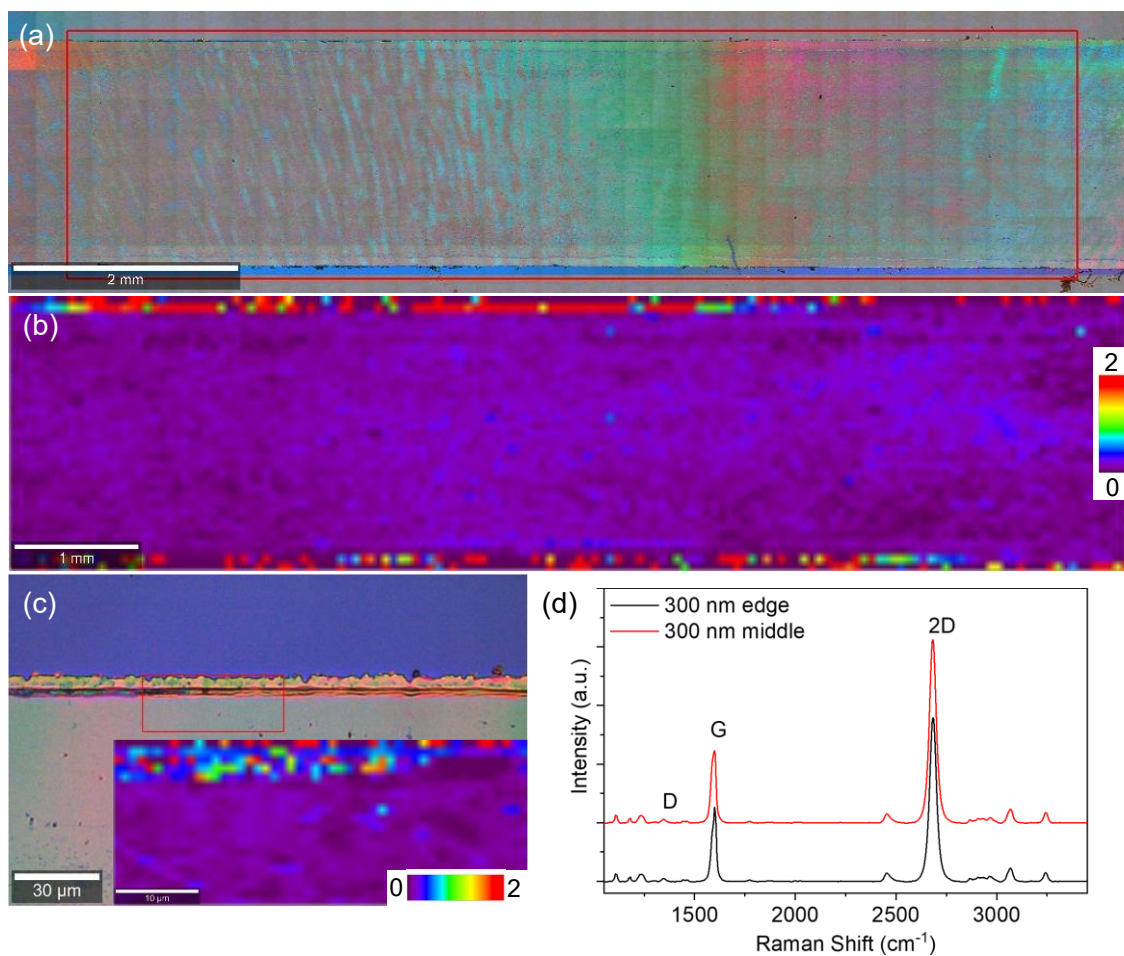 (a)
2 mm
(b)
2
0
1 mm
(c)
30 µm
10 µm
0 2
(d)
300 nm edge
300 nm middle
2D
G
D
Intensity (a.u.)
1500 2000 2500 3000
Raman Shift (cm⁻¹)